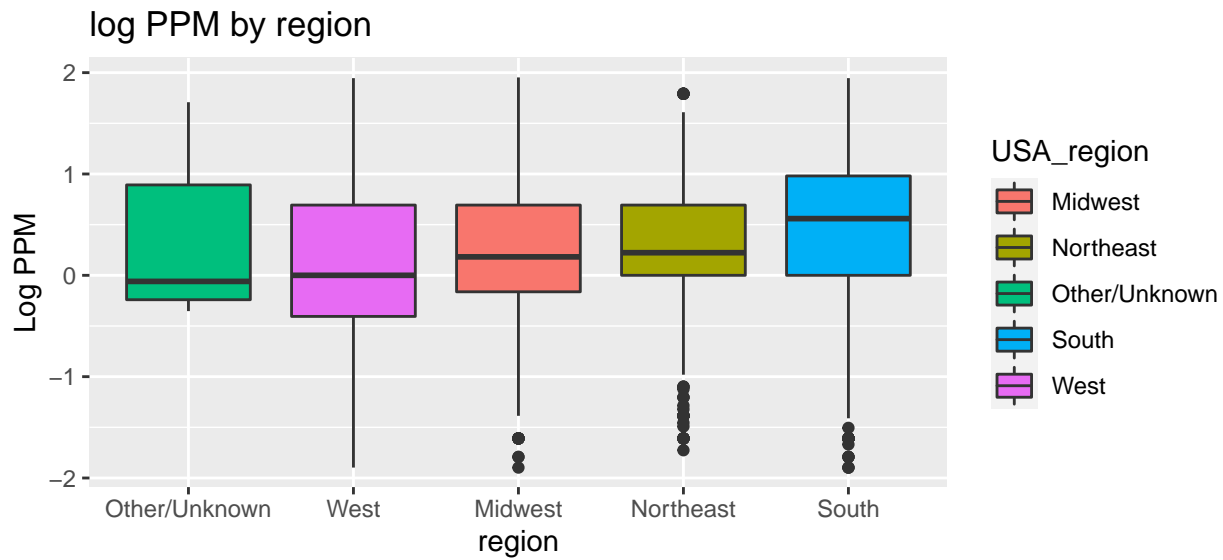 log PPM by region
2
1
0
−1
−2
Log PPM
Other/Unknown West Midwest Northeast South
region
USA_region
Midwest
Northeast
Other/Unknown
South
West